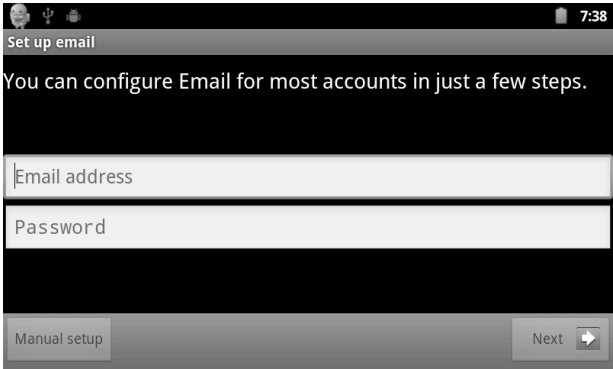 7:38
Set up email
You can configure Email for most accounts in just a few steps.
Email address
Password
Manual setup
Next